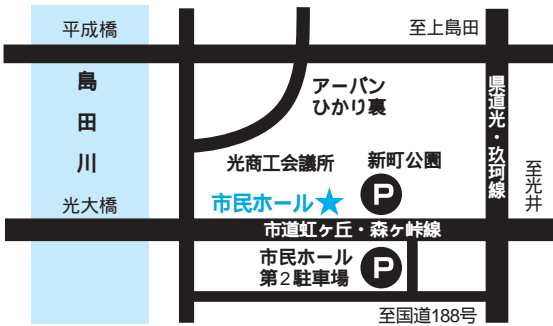 平成橋
至上島田
島田川
アーバン
ひかり裏
県道光・玖珂線
光商工会議所
新町公園
至光井
市民ホール★
P
光大橋
市道虹ヶ丘・森ヶ峠線
市民ホール
第2駐車場
P
至国道188号